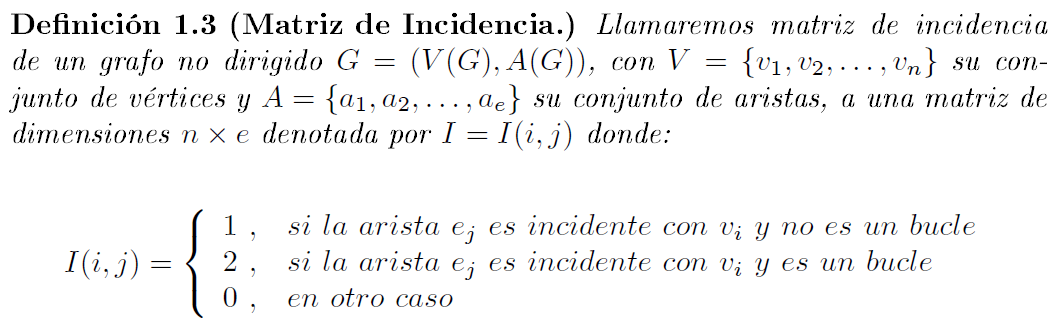 Definición 1.3 (Matriz de Incidencia.) Llamaremos matriz de incidencia
de un grafo no dirigido G = (V(G), A(G)), con V = {v₁, v₂, . . . , vₙ} su con-
junto de vértices y A = {a₁, a₂, . . . , aₑ} su conjunto de aristas, a una matriz de
dimensiones n × e denotada por I = I(i, j) donde:
1 , si la arista eⱼ es incidente con vᵢ y no es un bucle
I(i, j) = { 2 , si la arista eⱼ es incidente con vᵢ y es un bucle
0 , en otro caso